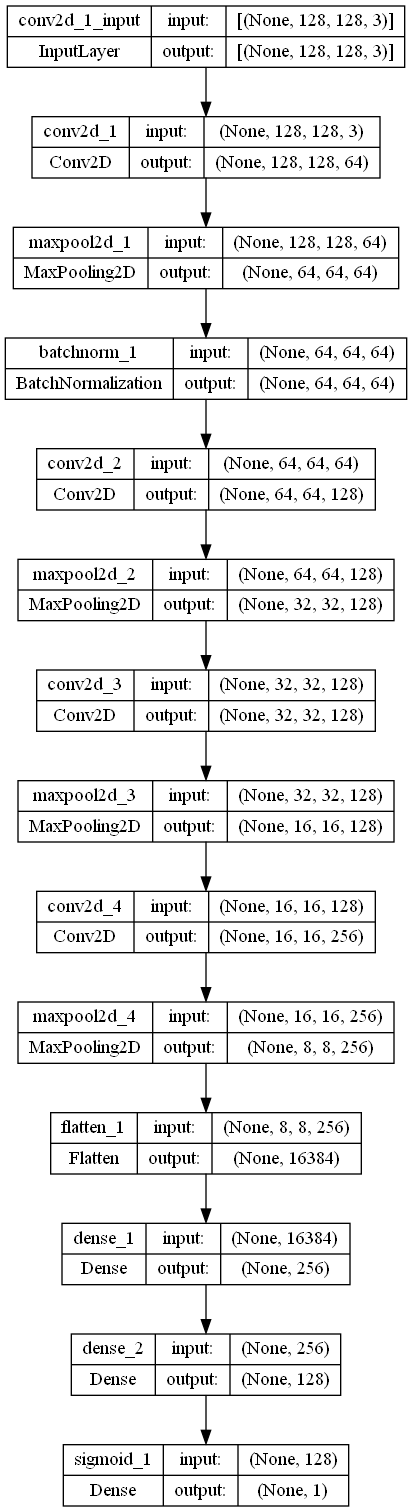 conv2d_1_input input: [(None, 128, 128, 3)]
InputLayer output: [(None, 128, 128, 3)]
conv2d_1 input: (None, 128, 128, 3)
Conv2D output: (None, 128, 128, 64)
maxpool2d_1 input: (None, 128, 128, 64)
MaxPooling2D output: (None, 64, 64, 64)
batchnorm_1 input: (None, 64, 64, 64)
BatchNormalization output: (None, 64, 64, 64)
conv2d_2 input: (None, 64, 64, 64)
Conv2D output: (None, 64, 64, 128)
maxpool2d_2 input: (None, 64, 64, 128)
MaxPooling2D output: (None, 32, 32, 128)
conv2d_3 input: (None, 32, 32, 128)
Conv2D output: (None, 32, 32, 128)
maxpool2d_3 input: (None, 32, 32, 128)
MaxPooling2D output: (None, 16, 16, 128)
conv2d_4 input: (None, 16, 16, 128)
Conv2D output: (None, 16, 16, 256)
maxpool2d_4 input: (None, 16, 16, 256)
MaxPooling2D output: (None, 8, 8, 256)
flatten_1 input: (None, 8, 8, 256)
Flatten output: (None, 16384)
dense_1 input: (None, 16384)
Dense output: (None, 256)
dense_2 input: (None, 256)
Dense output: (None, 128)
sigmoid_1 input: (None, 128)
Dense output: (None, 1)